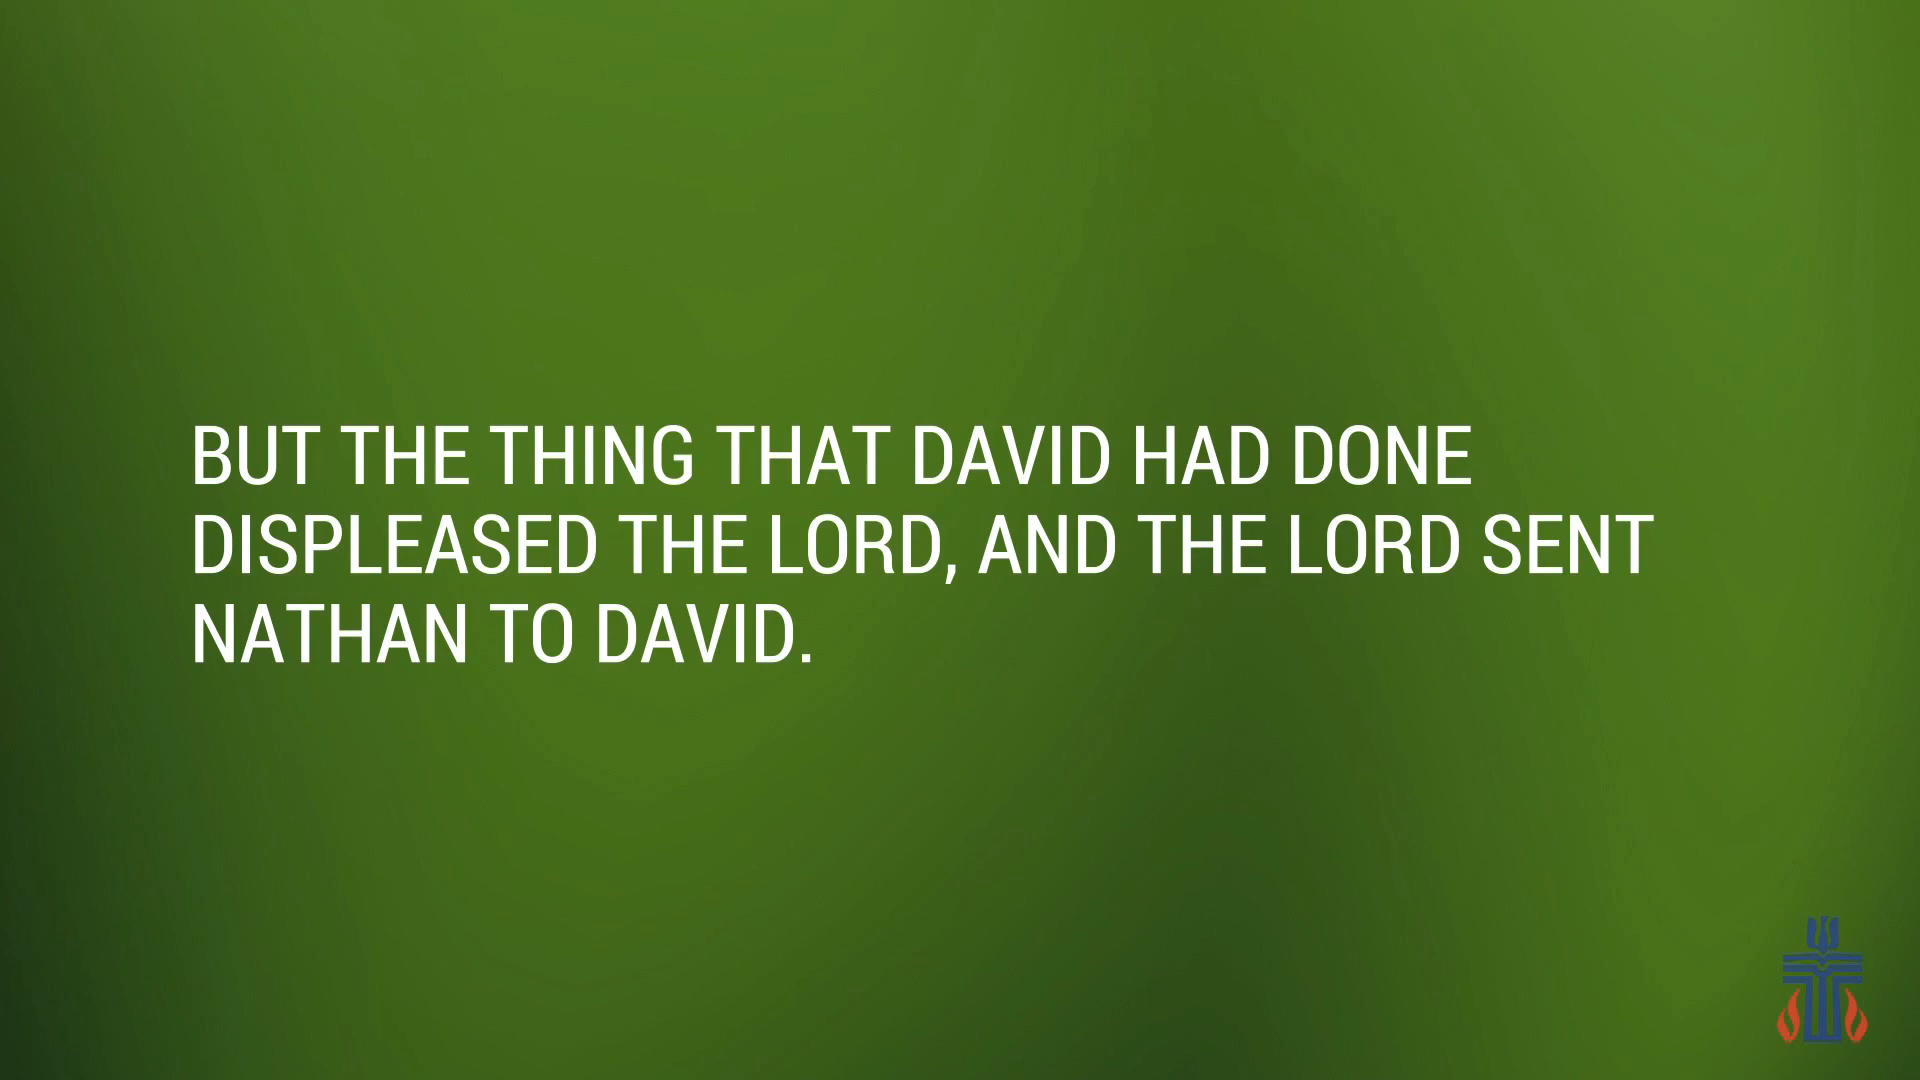 BUT THE THING THAT DAVID HAD DONE
DISPLEASED THE LORD, AND THE LORD SENT
NATHAN TO DAVID.